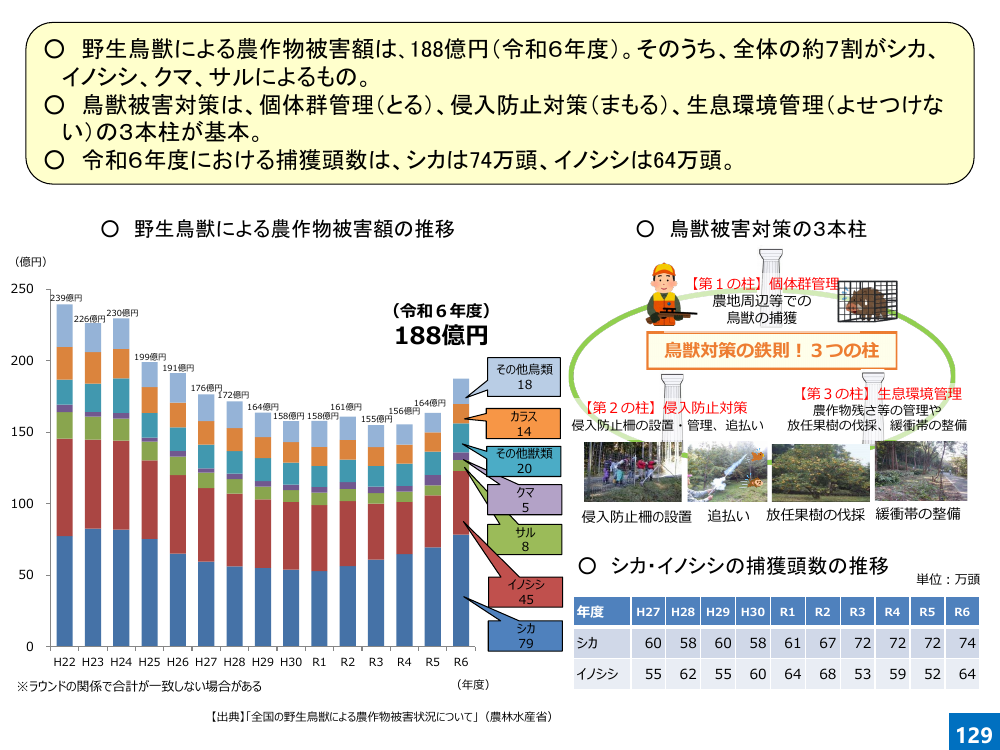 ○ 野生鳥獣による農作物被害額は、188億円（令和６年度）。そのうち、全体の約７割がシカ、
イノシシ、クマ、サルによるもの。
○ 鳥獣被害対策は、個体群管理（とる）、侵入防止対策（まもる）、生息環境管理（よせつけな
い）の３本柱が基本。
○ 令和６年度における捕獲頭数は、シカは74万頭、イノシシは64万頭。
○ 野生鳥獣による農作物被害額の推移
（億円）
250
200
150
100
50
0
239億円
226億円
230億円
199億円
191億円
176億円
172億円
164億円
158億円
158億円
161億円
155億円
156億円
164億円
（令和６年度）
188億円
その他鳥類
18
カラス
14
その他獣類
20
クマ
5
サル
8
イノシシ
45
シカ
79
H22 H23 H24 H25 H26 H27 H28 H29 H30 R1 R2 R3 R4 R5 R6
（年度）
※ラウンドの関係で合計が一致しない場合がある
【出典】「全国の野生鳥獣による農作物被害状況について」（農林水産省）
○ 鳥獣被害対策の３本柱
【第１の柱】個体群管理
農地周辺等での
鳥獣の捕獲
鳥獣対策の鉄則！３つの柱
【第２の柱】侵入防止対策
侵入防止柵の設置・管理、追払い
【第３の柱】生息環境管理
農作物残さ等の管理や
放任果樹の伐採、緩衝帯の整備
侵入防止柵の設置 追払い 放任果樹の伐採 緩衝帯の整備
○ シカ・イノシシの捕獲頭数の推移
単位：万頭
年度 H27 H28 H29 H30 R1 R2 R3 R4 R5 R6
シカ 60 58 60 58 61 67 72 72 72 74
イノシシ 55 62 55 60 64 68 53 59 52 64
129